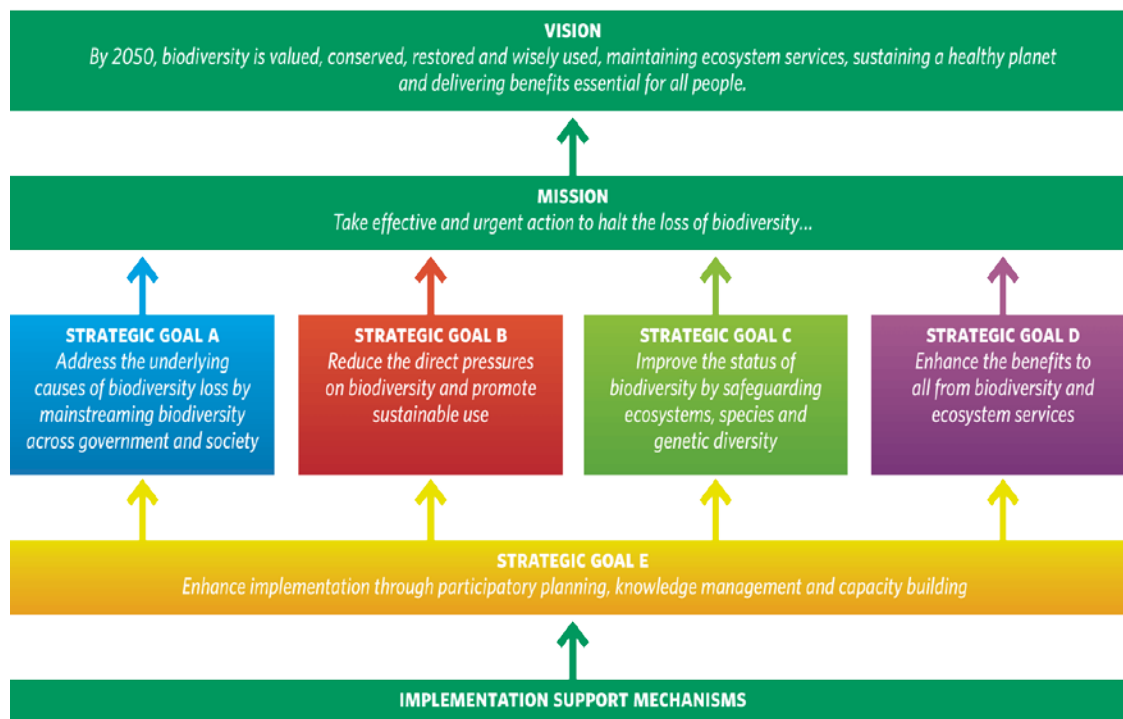 VISION
By 2050, biodiversity is valued, conserved, restored and wisely used, maintaining ecosystem services, sustaining a healthy planet
and delivering benefits essential for all people.
MISSION
Take effective and urgent action to halt the loss of biodiversity...
STRATEGIC GOAL A
Address the underlying
causes of biodiversity loss by
mainstreaming biodiversity
across government and society
STRATEGIC GOAL B
Reduce the direct pressures
on biodiversity and promote
sustainable use
STRATEGIC GOAL C
Improve the status of
biodiversity by safeguarding
ecosystems, species and
genetic diversity
STRATEGIC GOAL D
Enhance the benefits to
all from biodiversity and
ecosystem services
STRATEGIC GOAL E
Enhance implementation through participatory planning, knowledge management and capacity building
IMPLEMENTATION SUPPORT MECHANISMS